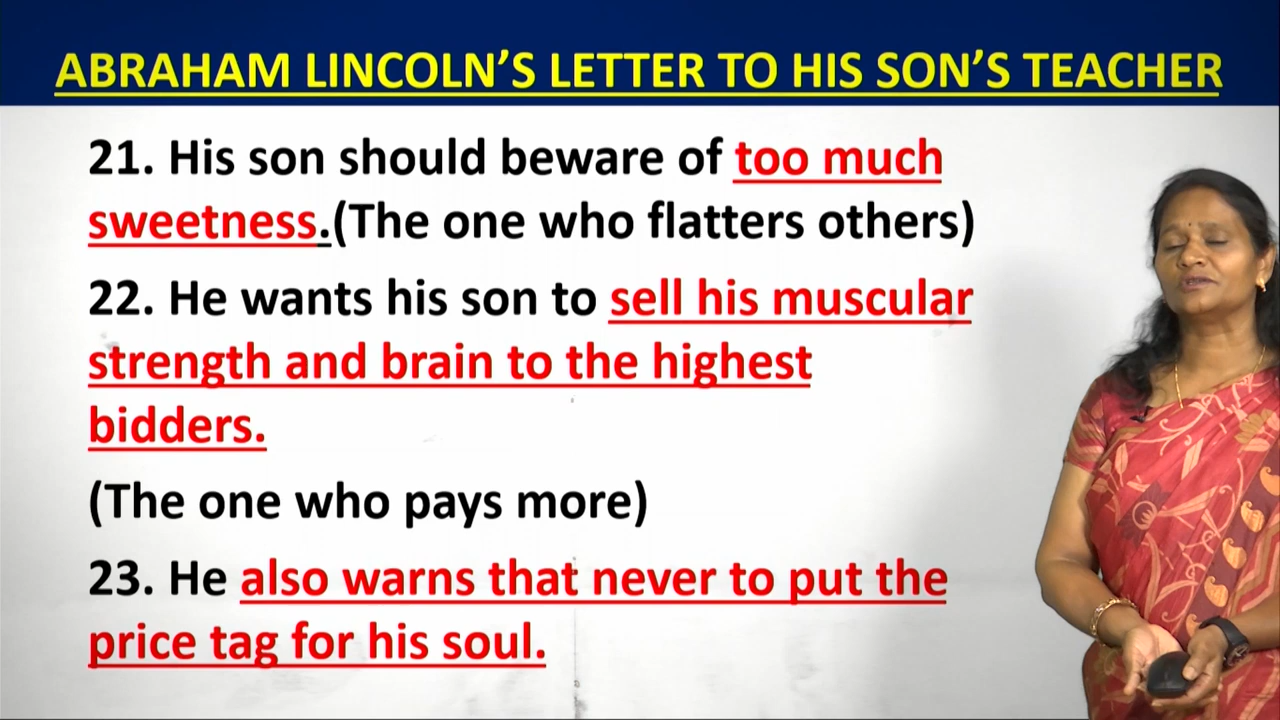 ABRAHAM LINCOLN’S LETTER TO HIS SON’S TEACHER
21. His son should beware of too much
sweetness.(The one who flatters others)
22. He wants his son to sell his muscular
strength and brain to the highest
bidders.
(The one who pays more)
23. He also warns that never to put the
price tag for his soul.